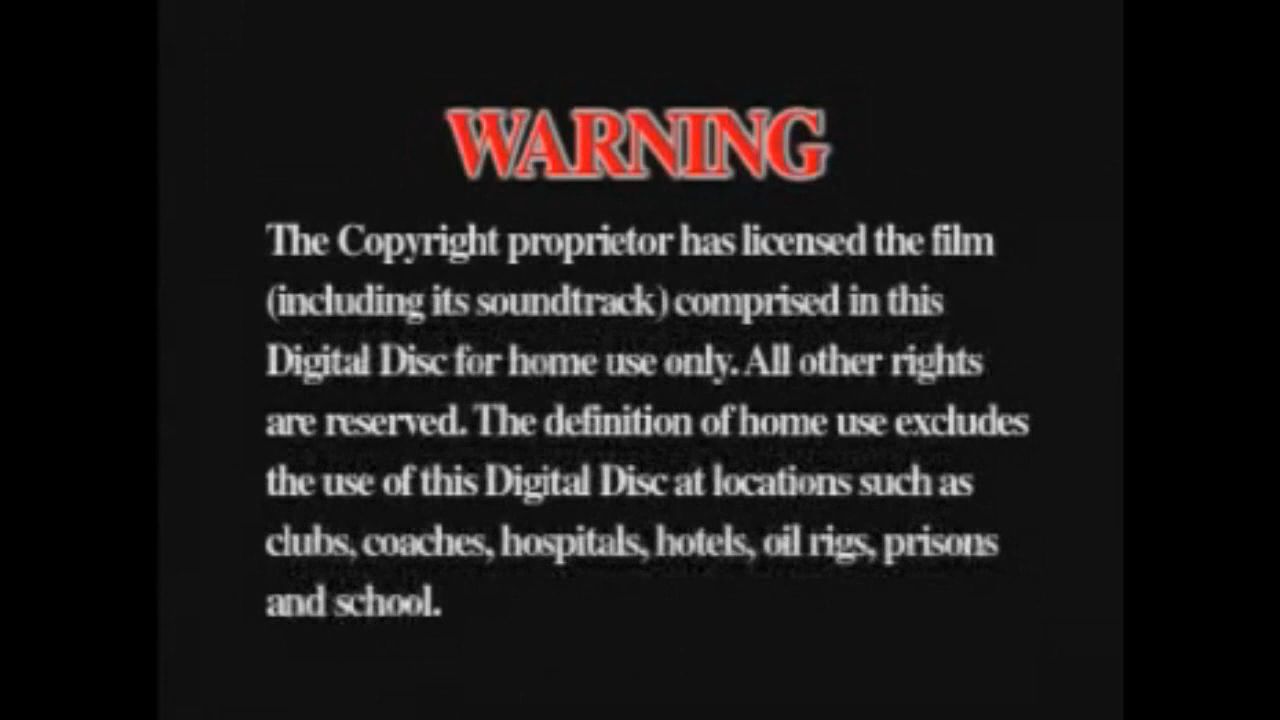 WARNING
The Copyright proprietor has licensed the film
(including its soundtrack) comprised in this
Digital Disc for home use only. All other rights
are reserved. The definition of home use excludes
the use of this Digital Disc at locations such as
clubs, coaches, hospitals, hotels, oil rigs, prisons
and school.